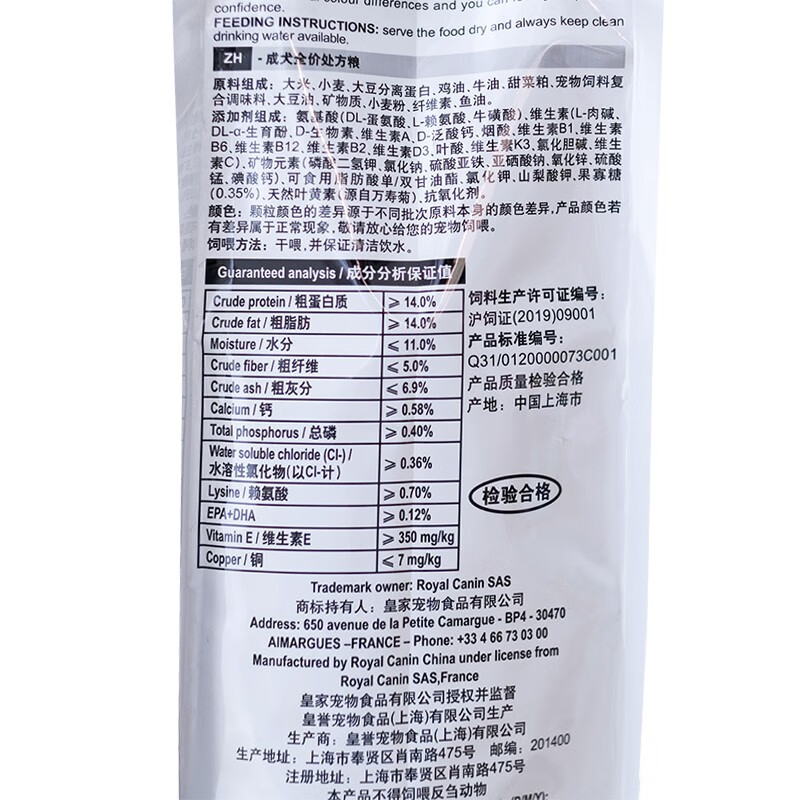 confidence.
colour differences and you can
FEEDING INSTRUCTIONS: serve the food dry and always keep clean
drinking water available.
ZH - 成犬全价处方粮
原料组成：大米、小麦、大豆分离蛋白、鸡油、牛油、甜菜粕、宠物饲料复
合调味料、大豆油、矿物质、小麦粉、纤维素、鱼油。
添加剂组成：氨基酸(DL-蛋氨酸、L-赖氨酸、牛磺酸)、维生素(L-肉碱、
DL-α-生育酚、D-生物素、维生素A、D-泛酸钙、烟酸、维生素B1、维生素
B6、维生素B12、维生素B2、维生素D3、叶酸、维生素K3、氯化胆碱、维生
素C)、矿物元素(磷酸二氢钾、氯化钠、硫酸亚铁、亚硒酸钠、氧化锌、硫酸
锰、碘酸钙)、可食用脂肪酸单/双甘油酯、氯化钾、山梨酸钾、果寡糖
(0.35%)、天然叶黄素(源自万寿菊)、抗氧化剂。
颜色：颗粒颜色的差异源于不同批次原料本身的颜色差异，产品颜色若
有差异属于正常现象，敬请放心给您的宠物饲喂。
饲喂方法：干喂，并保证清洁饮水。
Guaranteed analysis / 成分分析保证值
Crude protein / 粗蛋白质 ⩾ 14.0%
Crude fat / 粗脂肪 ⩾ 14.0%
Moisture / 水分 ⩽ 11.0%
Crude fiber / 粗纤维 ⩽ 5.0%
Crude ash / 粗灰分 ⩽ 6.9%
Calcium / 钙 ⩾ 0.58%
Total phosphorus / 总磷 ⩾ 0.40%
Water soluble chloride (Cl-) /
水溶性氯化物(以Cl-计) ⩾ 0.36%
Lysine / 赖氨酸 ⩾ 0.70%
EPA+DHA ⩾ 0.12%
Vitamin E / 维生素E ⩾ 350 mg/kg
Copper / 铜 ⩽ 7 mg/kg
饲料生产许可证编号：
沪饲证(2019)09001
产品标准编号：
Q31/0120000073C001
产品质量检验合格
产地：中国上海市
检验合格
Trademark owner: Royal Canin SAS
商标持有人：皇家宠物食品有限公司
Address: 650 avenue de la Petite Camargue - BP4 - 30470
AIMARGUES –FRANCE – Phone: +33 4 66 73 03 00
Manufactured by Royal Canin China under license from
Royal Canin SAS,France
皇家宠物食品有限公司授权并监督
皇誉宠物食品(上海)有限公司生产
生产商：皇誉宠物食品(上海)有限公司
生产地址：上海市奉贤区肖南路475号 邮编：201400
注册地址：上海市奉贤区肖南路475号
本产品不得饲喂反刍动物